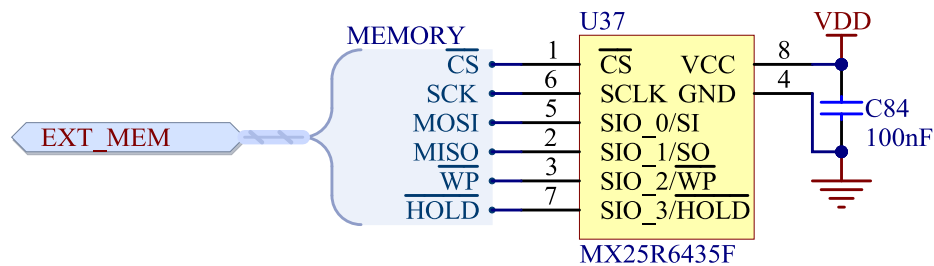 U37
VDD
MEMORY
CS 1 CS VCC 8
SCK 6 SCLK GND 4
MOSI 5 SIO_0/SI
C84
EXT_MEM
100nF
MISO 2 SIO_1/SO
WP 3 SIO_2/WP
HOLD 7 SIO_3/HOLD
MX25R6435F